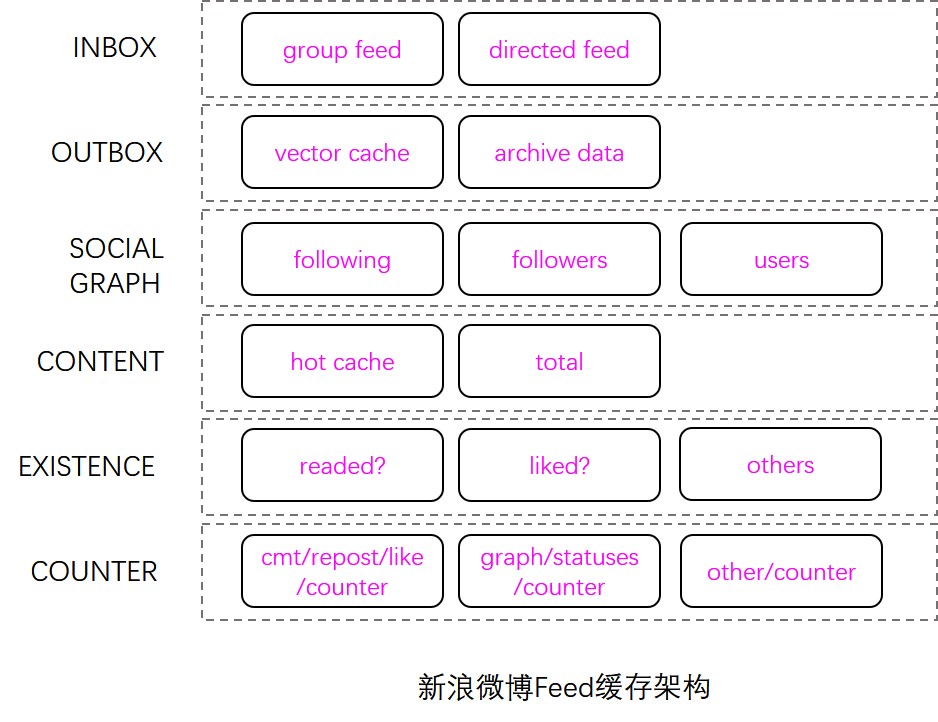 INBOX
group feed
directed feed
OUTBOX
vector cache
archive data
SOCIAL
GRAPH
following
followers
users
CONTENT
hot cache
total
EXISTENCE
readed?
liked?
others
COUNTER
cmt/repost/like
/counter
graph/statuses
/counter
other/counter
新浪微博Feed缓存架构